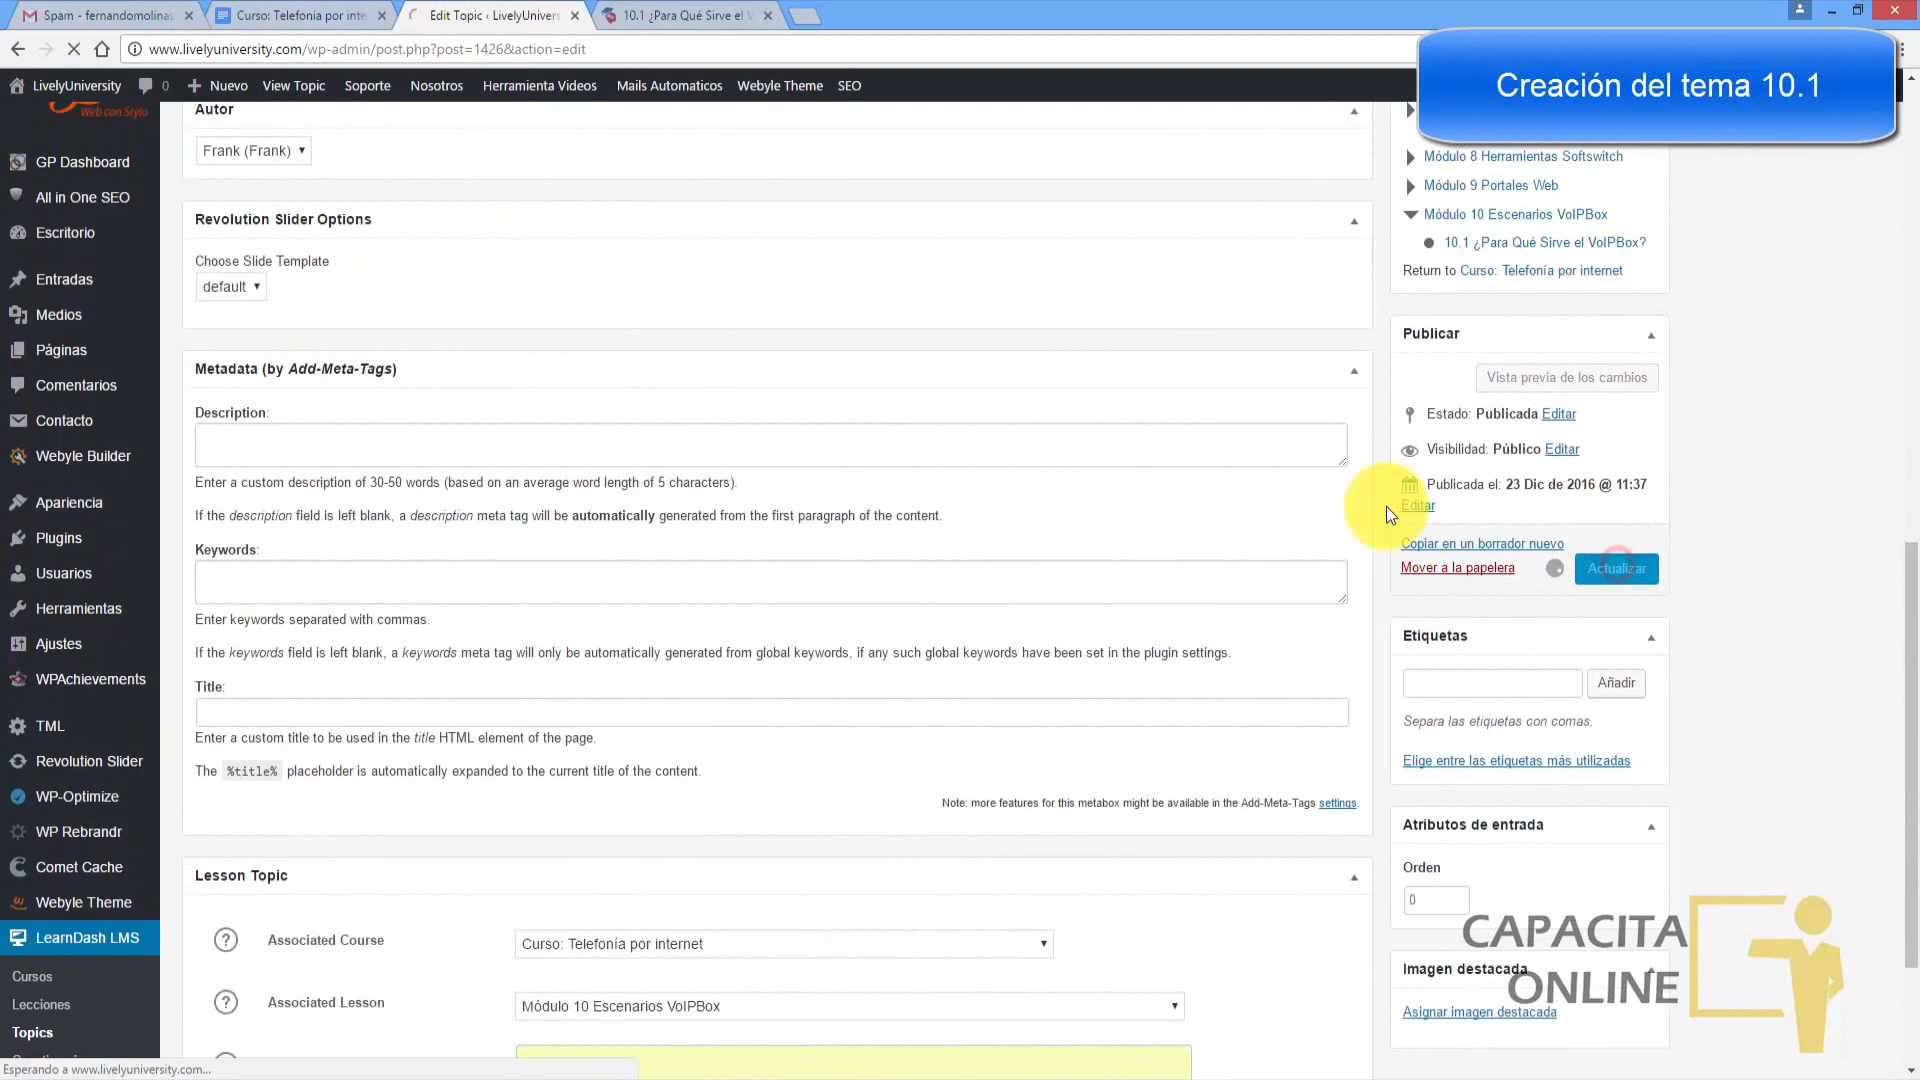 Spam - fernandomolinas
Curso: Telefonia por inte
Edit Topic ‹ LivelyUnivers
10.1 ¿Para Qué Sirve el V
www.livelyuniversity.com/wp-admin/post.php?post=1426&action=edit
LivelyUniversity 0 Nuevo View Topic Soporte Nosotros Herramienta Videos Mails Automaticos Webyle Theme SEO
Creación del tema 10.1
Web con Stylo
GP Dashboard
All in One SEO
Escritorio
Entradas
Medios
Páginas
Comentarios
Contacto
Webyle Builder
Apariencia
Plugins
Usuarios
Herramientas
Ajustes
WPAchievements
TML
Revolution Slider
WP-Optimize
WP Rebrandr
Comet Cache
Webyle Theme
LearnDash LMS
Cursos
Lecciones
Topics
Esperando a www.livelyuniversity.com...
Autor
Frank (Frank)
Revolution Slider Options
Choose Slide Template
default
Metadata (by Add-Meta-Tags)
Description:
Enter a custom description of 30-50 words (based on an average word length of 5 characters).
If the description field is left blank, a description meta tag will be automatically generated from the first paragraph of the content.
Keywords:
Enter keywords separated with commas.
If the keywords field is left blank, a keywords meta tag will only be automatically generated from global keywords, if any such global keywords have been set in the plugin settings.
Title:
Enter a custom title to be used in the title HTML element of the page.
The %title% placeholder is automatically expanded to the current title of the content.
Note: more features for this metabox might be available in the Add-Meta-Tags settings.
Lesson Topic
Associated Course Curso: Telefonía por internet
Associated Lesson Módulo 10 Escenarios VoIPBox
Módulo 8 Herramientas Softswitch
Módulo 9 Portales Web
Módulo 10 Escenarios VoIPBox
10.1 ¿Para Qué Sirve el VoIPBox?
Return to Curso: Telefonía por internet
Publicar
Vista previa de los cambios
Estado: Publicada Editar
Visibilidad: Público Editar
Publicada el: 23 Dic de 2016 @ 11:37
Editar
Copiar en un borrador nuevo
Mover a la papelera Actualizar
Etiquetas
Añadir
Separa las etiquetas con comas.
Elige entre las etiquetas más utilizadas
Atributos de entrada
Orden
0
Imagen destacada
Asignar imagen destacada
CAPACITA
ONLINE